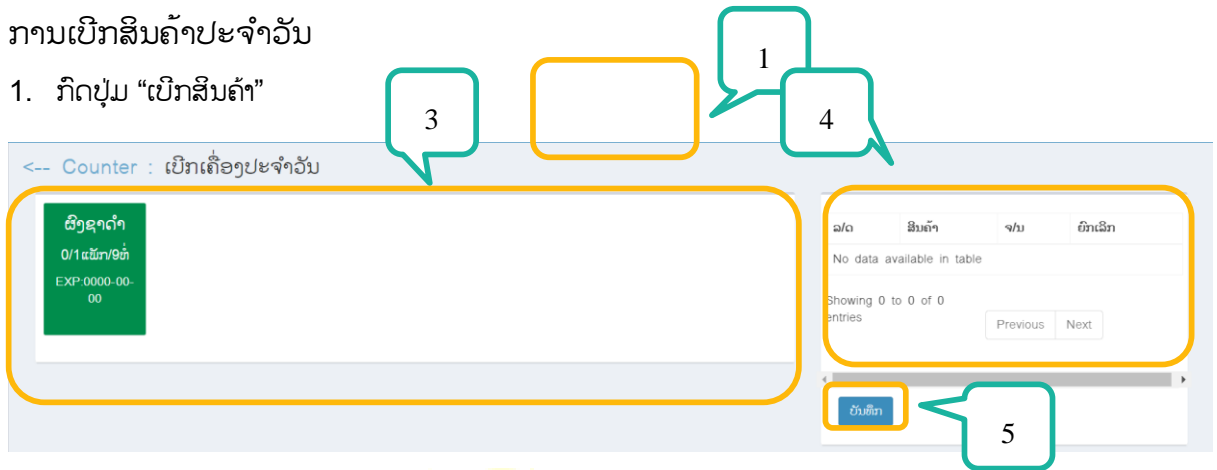 ການເບີກສິນຄ້າປະຈຳວັນ
1. ກົດປຸ່ມ “ເບີກສິນຄ້າ”
1
3
4
<-- Counter : ເບີກເຄື່ອງປະຈຳວັນ
ຜົງຊາດຳ
0/1ແພັກ/9ຫໍ່
EXP:0000-00-
00
ລ/ດ ສິນຄ້າ ຈ/ນ ຍົກເລີກ
No data available in table
Showing 0 to 0 of 0
entries
Previous Next
ບັນທຶກ
5